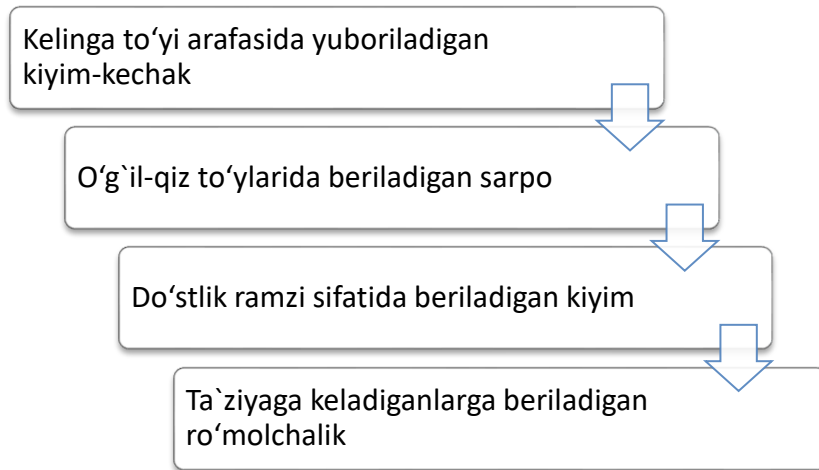 Kelinga to‘yi arafasida yuboriladigan
kiyim-kechak
O‘g`il-qiz to‘ylarida beriladigan sarpo
Do‘stlik ramzi sifatida beriladigan kiyim
Ta`ziyaga keladiganlarga beriladigan
ro‘molchalik